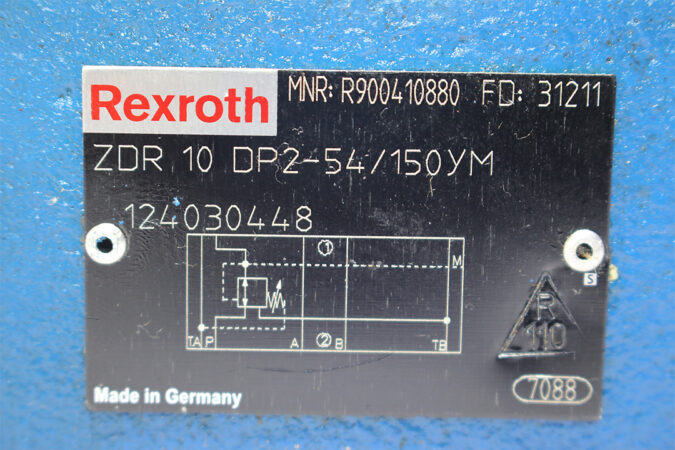 Rexroth MNR: R900410880 FD: 31211
ZDR 10 DP2-54/150YM
124030448
1
M
TA P A 2 B TB
S
R
110
Made in Germany
7088